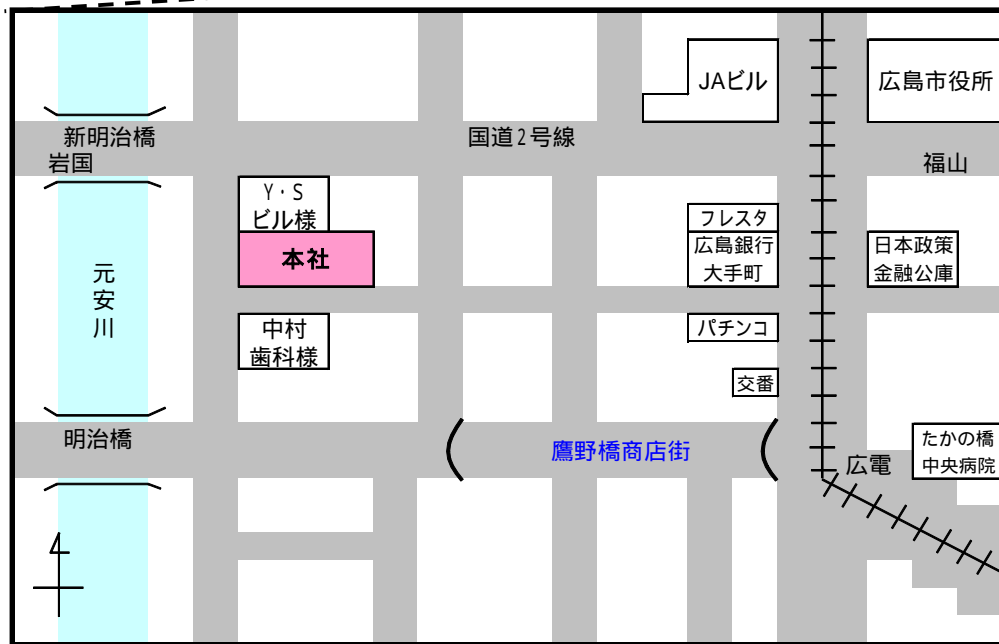 JAビル
広島市役所
新明治橋
国道2号線
岩国
福山
Y・S
ビル様
フレスタ
本社
広島銀行
大手町
日本政策
金融公庫
元
安
川
中村
歯科様
パチンコ
交番
明治橋
鷹野橋商店街
広電
たかの橋
中央病院